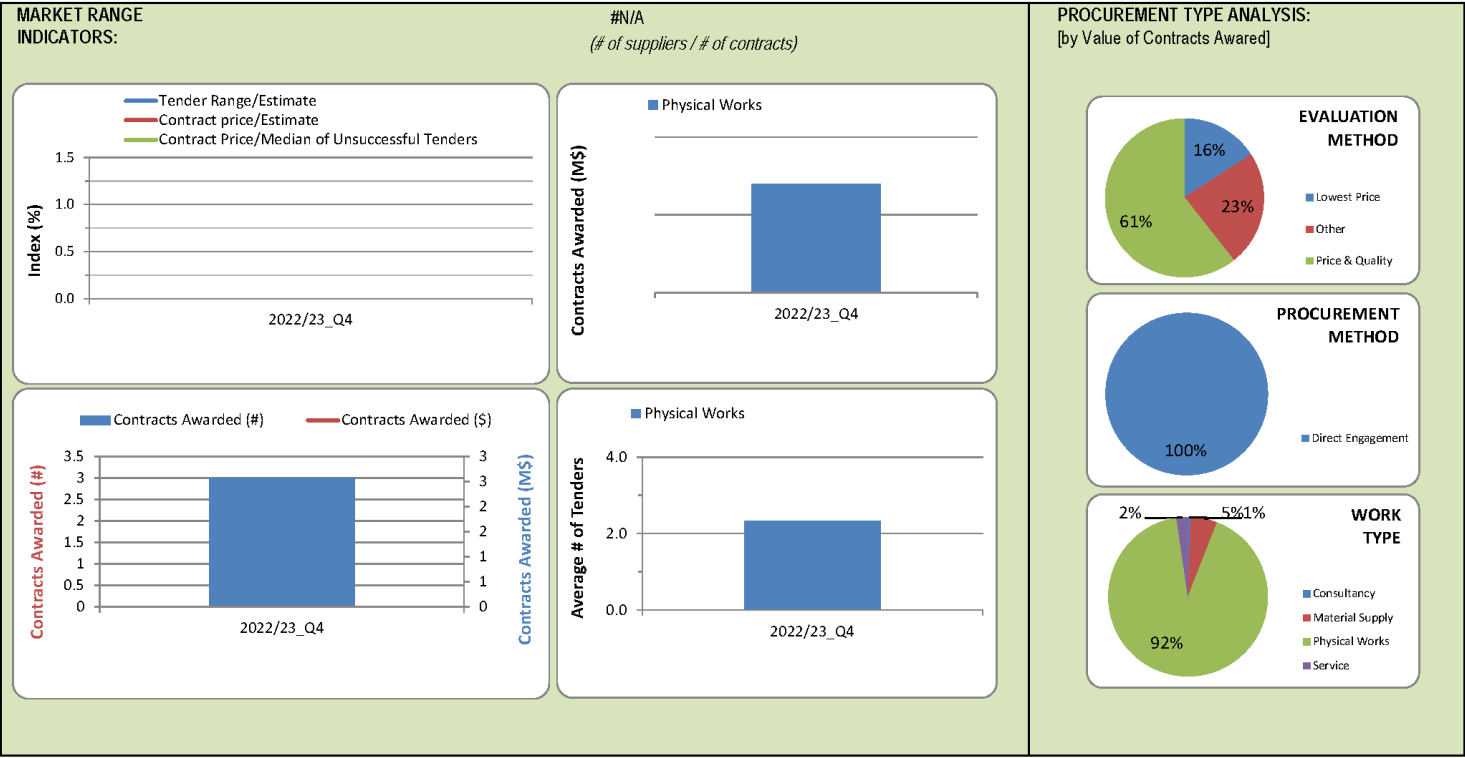 MARKET RANGE
INDICATORS:
#N/A
(# of suppliers / # of contracts)
Tender Range/Estimate
Contract price/Estimate
Contract Price/Median of Unsuccessful Tenders
1.5
1.0
0.5
0.0
Index (%)
2022/23_Q4
Physical Works
Contracts Awarded (M$)
2022/23_Q4
Contracts Awarded (#)
Contracts Awarded ($)
3.5
3
2.5
2
1.5
1
0.5
0
Contracts Awarded (#)
3
3
2
2
1
1
0
Contracts Awarded (M$)
2022/23_Q4
Physical Works
4.0
2.0
0.0
Average # of Tenders
2022/23_Q4
PROCUREMENT TYPE ANALYSIS:
[by Value of Contracts Awared]
EVALUATION
METHOD
16%
23%
61%
Lowest Price
Other
Price & Quality
PROCUREMENT
METHOD
100%
Direct Engagement
WORK
TYPE
2%
5%
1%
92%
Consultancy
Material Supply
Physical Works
Service